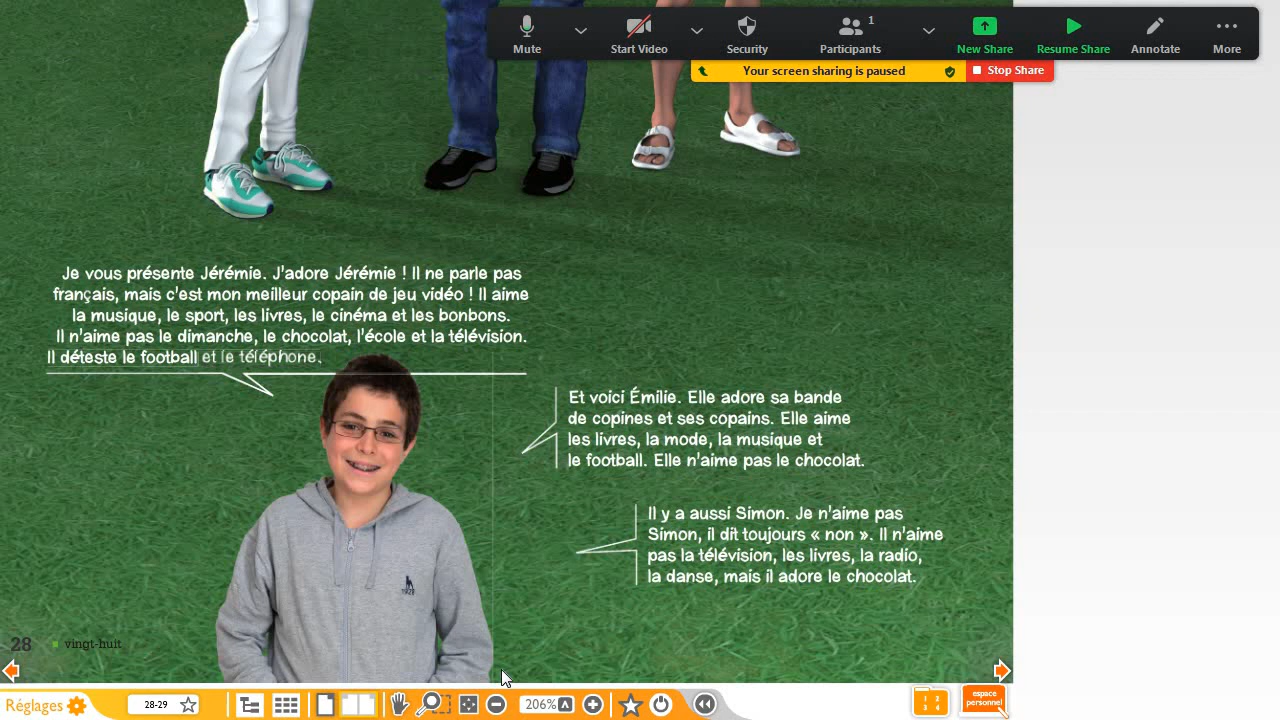 1
Mute
Start Video
Security
Participants
New Share
Resume Share
Annotate
More
Your screen sharing is paused
Stop Share
Je vous présente Jérémie. J'adore Jérémie ! Il ne parle pas
français, mais c'est mon meilleur copain de jeu vidéo ! Il aime
la musique, le sport, les livres, le cinéma et les bonbons.
Il n'aime pas le dimanche, le chocolat, l'école et la télévision.
Il déteste le football et le téléphone.
Et voici Émilie. Elle adore sa bande
de copines et ses copains. Elle aime
les livres, la mode, la musique et
le football. Elle n'aime pas le chocolat.
Il y a aussi Simon. Je n'aime pas
Simon, il dit toujours « non ». Il n'aime
pas la télévision, les livres, la radio,
la danse, mais il adore le chocolat.
28 vingt-huit
Réglages
28-29
206%
1 2
3 4
espace
personnel